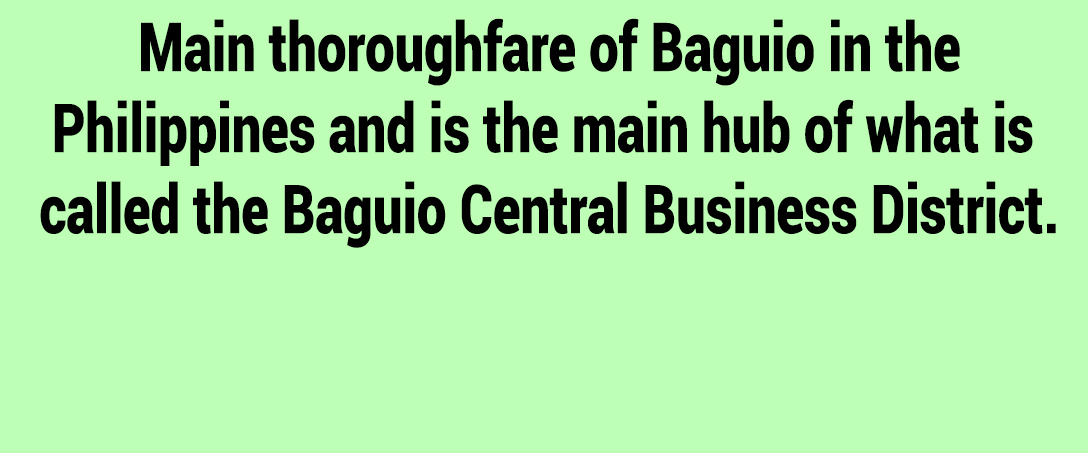 Main thoroughfare of Baguio in the
Philippines and is the main hub of what is
called the Baguio Central Business District.